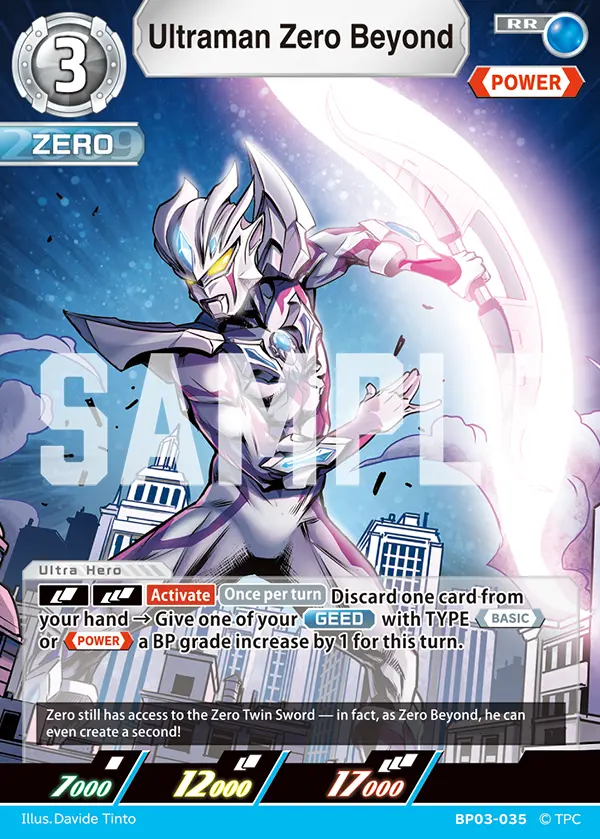 3
Ultraman Zero Beyond
RR
POWER
ZERO
SAMPLE
Ultra Hero
Activate Once per turn Discard one card from
your hand → Give one of your GEED with TYPE BASIC
or POWER a BP grade increase by 1 for this turn.
Zero still has access to the Zero Twin Sword — in fact, as Zero Beyond, he can
even create a second!
7000 12000 17000
Illus.Davide Tinto BP03-035 © TPC